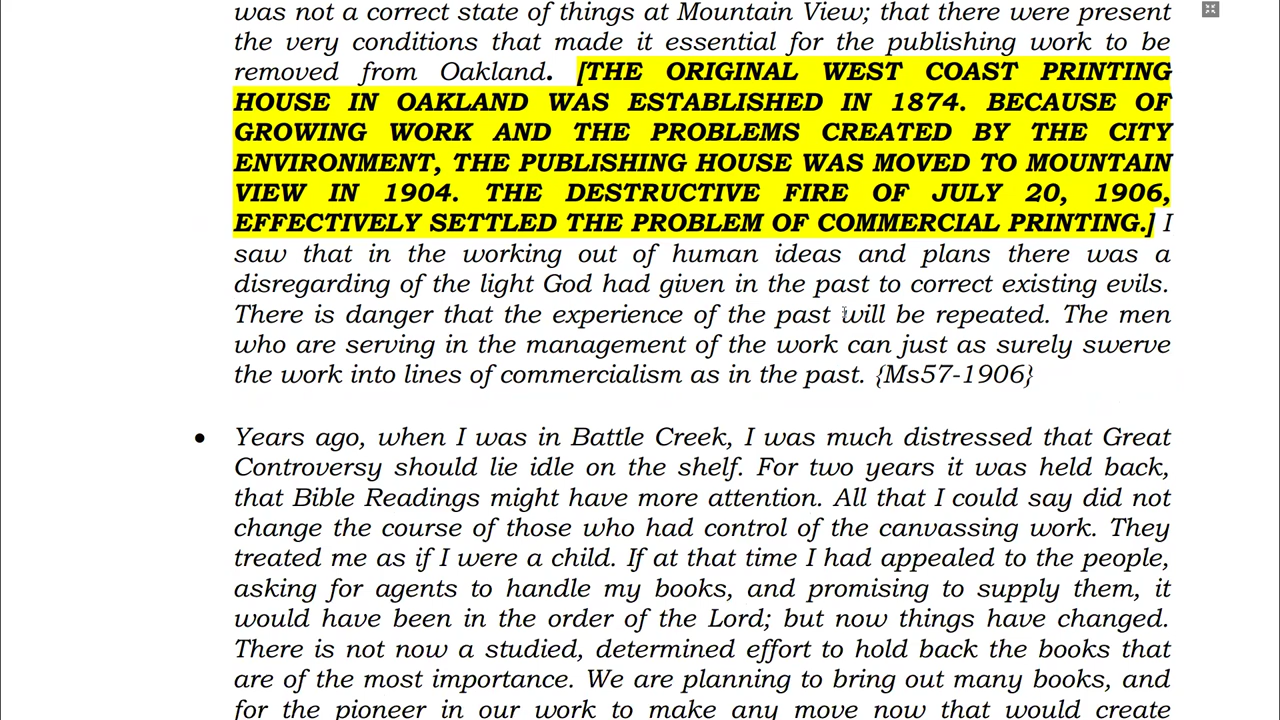 was not a correct state of things at Mountain View; that there were present
the very conditions that made it essential for the publishing work to be
removed from Oakland. [THE ORIGINAL WEST COAST PRINTING
HOUSE IN OAKLAND WAS ESTABLISHED IN 1874. BECAUSE OF
GROWING WORK AND THE PROBLEMS CREATED BY THE CITY
ENVIRONMENT, THE PUBLISHING HOUSE WAS MOVED TO MOUNTAIN
VIEW IN 1904. THE DESTRUCTIVE FIRE OF JULY 20, 1906,
EFFECTIVELY SETTLED THE PROBLEM OF COMMERCIAL PRINTING.] I
saw that in the working out of human ideas and plans there was a
disregarding of the light God had given in the past to correct existing evils.
There is danger that the experience of the past will be repeated. The men
who are serving in the management of the work can just as surely swerve
the work into lines of commercialism as in the past. {Ms57-1906}
• Years ago, when I was in Battle Creek, I was much distressed that Great
Controversy should lie idle on the shelf. For two years it was held back,
that Bible Readings might have more attention. All that I could say did not
change the course of those who had control of the canvassing work. They
treated me as if I were a child. If at that time I had appealed to the people,
asking for agents to handle my books, and promising to supply them, it
would have been in the order of the Lord; but now things have changed.
There is not now a studied, determined effort to hold back the books that
are of the most importance. We are planning to bring out many books, and
for the pioneer in our work to make any move now that would create